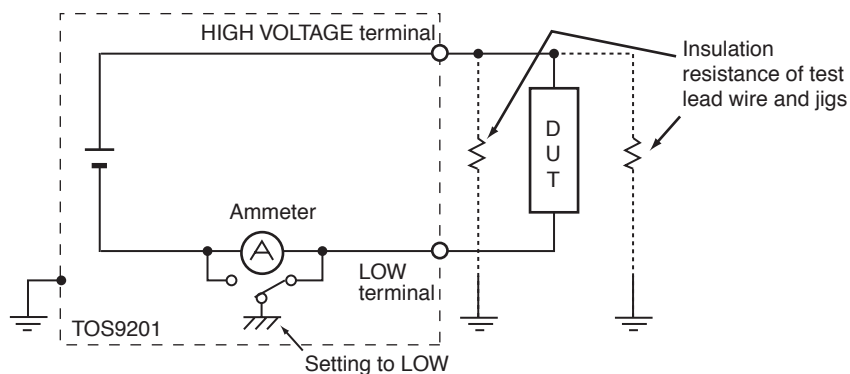 HIGH VOLTAGE terminal
Insulation
resistance of test
lead wire and jigs
D
U
T
Ammeter
A
LOW
terminal
TOS9201
Setting to LOW